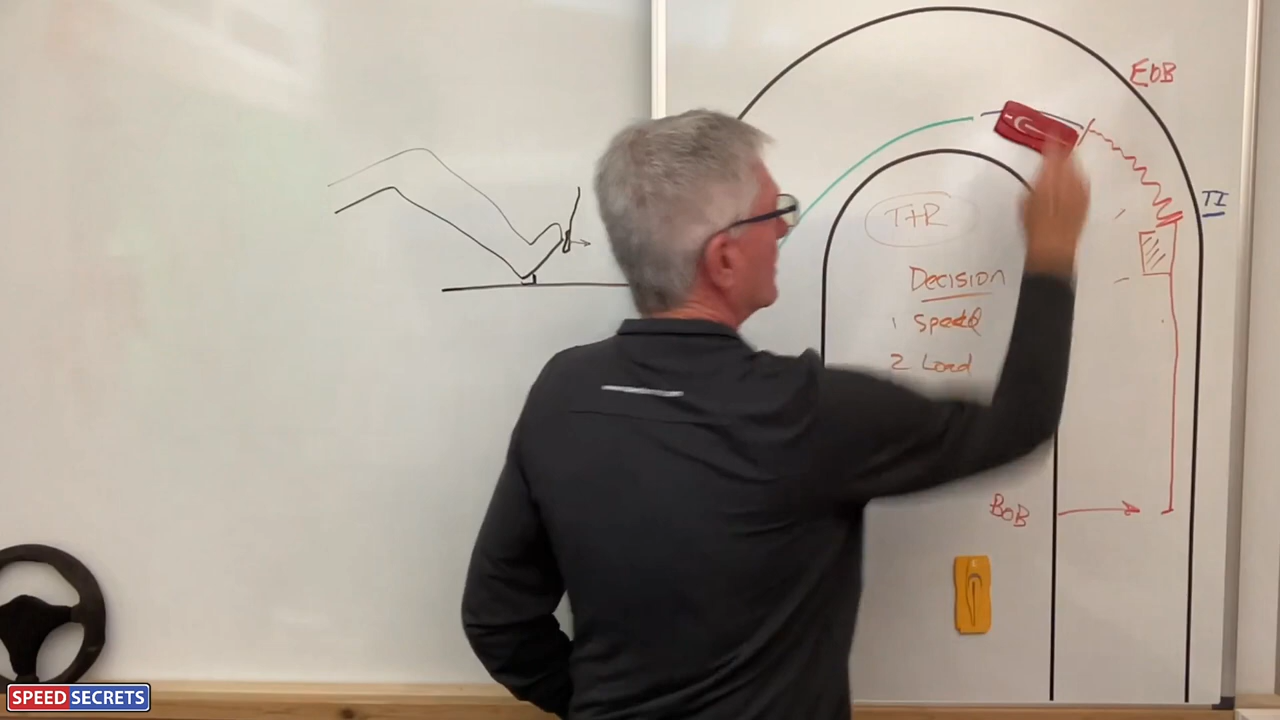 EOB
TI
T+R
Decision
1 Speed
2 Load
BOB
SPEED SECRETS